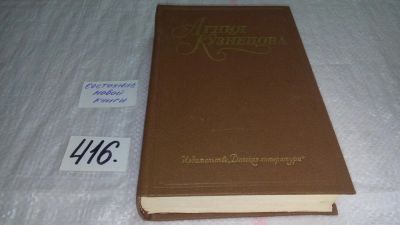 Агния
Кузнецова
состояние
новой
книги
416.
Издательство „Детская литература“